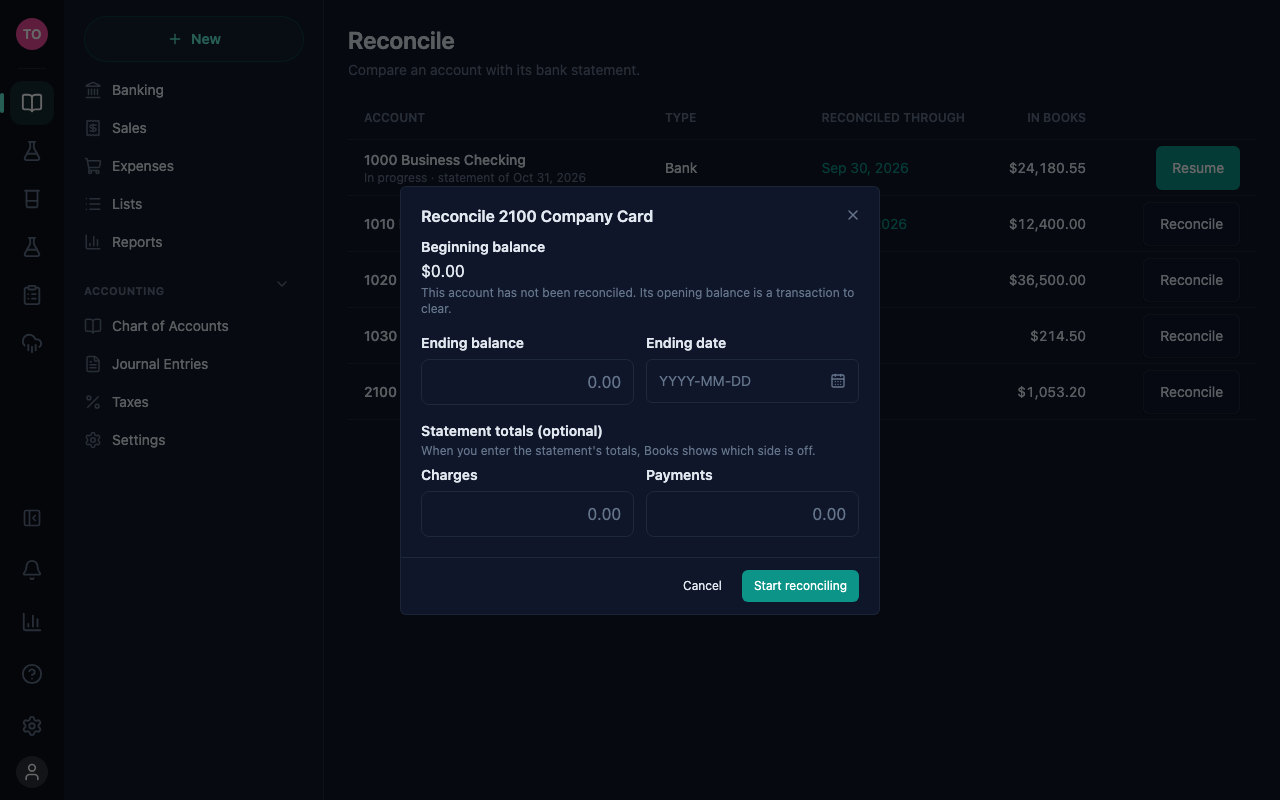 TO
New
Banking
Sales
Expenses
Lists
Reports
ACCOUNTING
Chart of Accounts
Journal Entries
Taxes
Settings
Reconcile
Compare an account with its bank statement.
ACCOUNT TYPE RECONCILED THROUGH IN BOOKS
1000 Business Checking
In progress · statement of Oct 31, 2026
Bank Sep 30, 2026 $24,180.55 Resume
1010 026 $12,400.00 Reconcile
1020 $36,500.00 Reconcile
1030 $214.50 Reconcile
2100 $1,053.20 Reconcile
Reconcile 2100 Company Card
Beginning balance
$0.00
This account has not been reconciled. Its opening balance is a transaction to
clear.
Ending balance Ending date
0.00 YYYY-MM-DD
Statement totals (optional)
When you enter the statement's totals, Books shows which side is off.
Charges Payments
0.00 0.00
Cancel Start reconciling